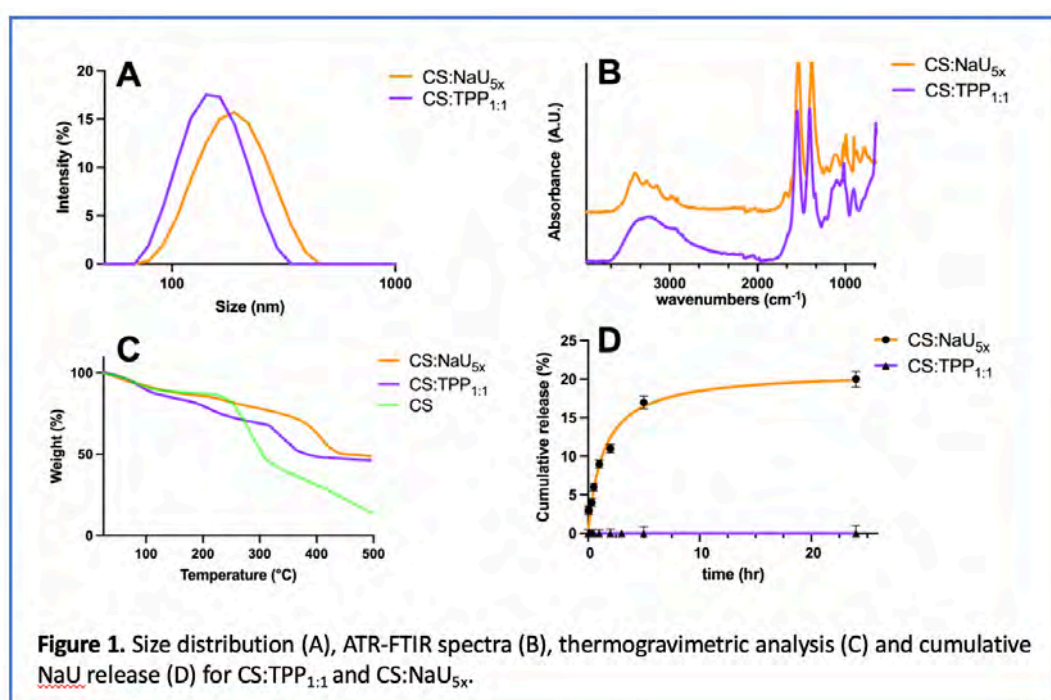 A
CS:NaU5x
CS:TPP1:1
20
15
10
5
0
Intensity (%)
100
1000
Size (nm)
B
CS:NaU5x
CS:TPP1:1
Absorbance (A.U.)
3000
2000
1000
wavenumbers (cm-1)
C
CS:NaU5x
CS:TPP1:1
CS
100
50
0
Weight (%)
100
200
300
400
500
Temperature (°C)
D
CS:NaU5x
CS:TPP1:1
25
20
15
10
5
0
Cumulative release (%)
0
10
20
time (hr)
Figure 1. Size distribution (A), ATR-FTIR spectra (B), thermogravimetric analysis (C) and cumulative
NaU release (D) for CS:TPP1:1 and CS:NaU5x.